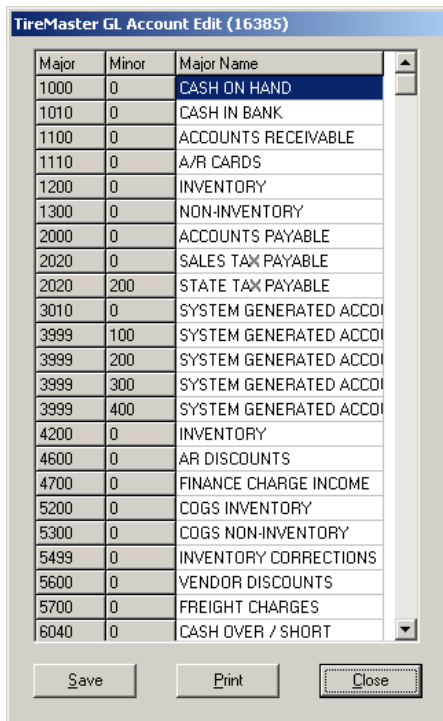 TireMaster GL Account Edit (16385)
Major Minor Major Name
1000 0 CASH ON HAND
1010 0 CASH IN BANK
1100 0 ACCOUNTS RECEIVABLE
1110 0 A/R CARDS
1200 0 INVENTORY
1300 0 NON-INVENTORY
2000 0 ACCOUNTS PAYABLE
2020 0 SALES TAX PAYABLE
2020 200 STATE TAX PAYABLE
3010 0 SYSTEM GENERATED ACCOU
3999 100 SYSTEM GENERATED ACCOU
3999 200 SYSTEM GENERATED ACCOU
3999 300 SYSTEM GENERATED ACCOU
3999 400 SYSTEM GENERATED ACCOU
4200 0 INVENTORY
4600 0 AR DISCOUNTS
4700 0 FINANCE CHARGE INCOME
5200 0 COGS INVENTORY
5300 0 COGS NON-INVENTORY
5499 0 INVENTORY CORRECTIONS
5600 0 VENDOR DISCOUNTS
5700 0 FREIGHT CHARGES
6040 0 CASH OVER / SHORT
Save Print Close